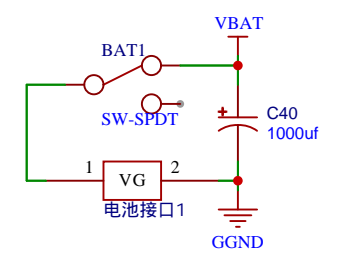 VBAT
BAT1
SW-SPDT
C40
1000uf
1
VG
2
电池接口1
GGND